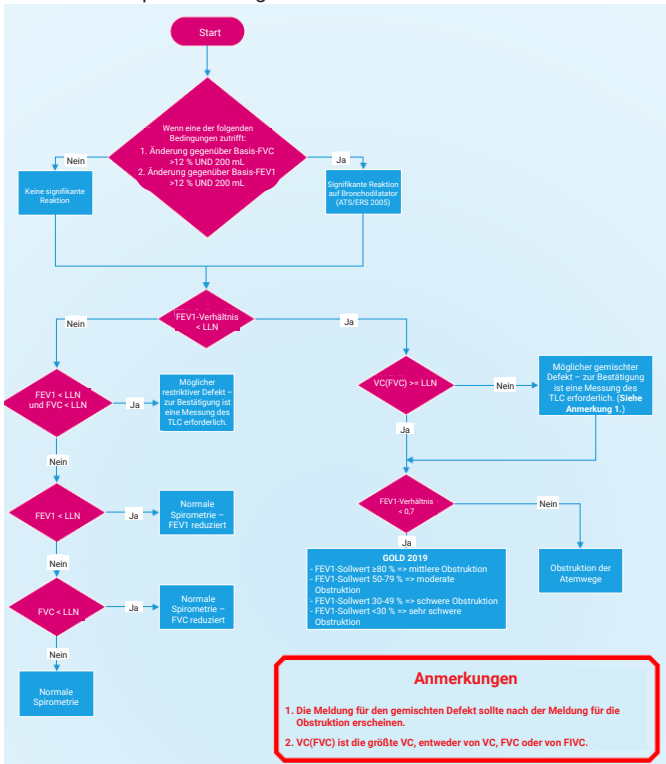 Start
Wenn eine der folgenden
Bedingungen zutrifft:
1. Änderung gegenüber Basis-FVC
>12 % UND 200 mL
2. Änderung gegenüber Basis-FEV1
>12 % UND 200 mL
Nein
Ja
Keine signifikante
Reaktion
Signifikante Reaktion
auf Bronchodilatator
(ATS/ERS 2005)
FEV1-Verhältnis
< LLN
Nein
Ja
FEV1 < LLN
und FVC < LLN
Ja
Möglicher
restriktiver Defekt –
zur Bestätigung ist
eine Messung des
TLC erforderlich.
VC(FVC) >= LLN
Nein
Möglicher gemischter
Defekt – zur Bestätigung
ist eine Messung des
TLC erforderlich. (Siehe
Anmerkung 1.)
Ja
Nein
FEV1 < LLN
Ja
Normale
Spirometrie –
FEV1 reduziert
FEV1-Verhältnis
< 0,7
Nein
Ja
Nein
GOLD 2019
- FEV1-Sollwert ≥80 % => mittlere Obstruktion
- FEV1-Sollwert 50-79 % => moderate
Obstruktion
- FEV1-Sollwert 30-49 % => schwere Obstruktion
- FEV1-Sollwert <30 % => sehr schwere
Obstruktion
Obstruktion der
Atemwege
FVC < LLN
Ja
Normale
Spirometrie –
FVC reduziert
Nein
Normale
Spirometrie
Anmerkungen
1. Die Meldung für den gemischten Defekt sollte nach der Meldung für die
Obstruktion erscheinen.
2. VC(FVC) ist die größte VC, entweder von VC, FVC oder von FIVC.